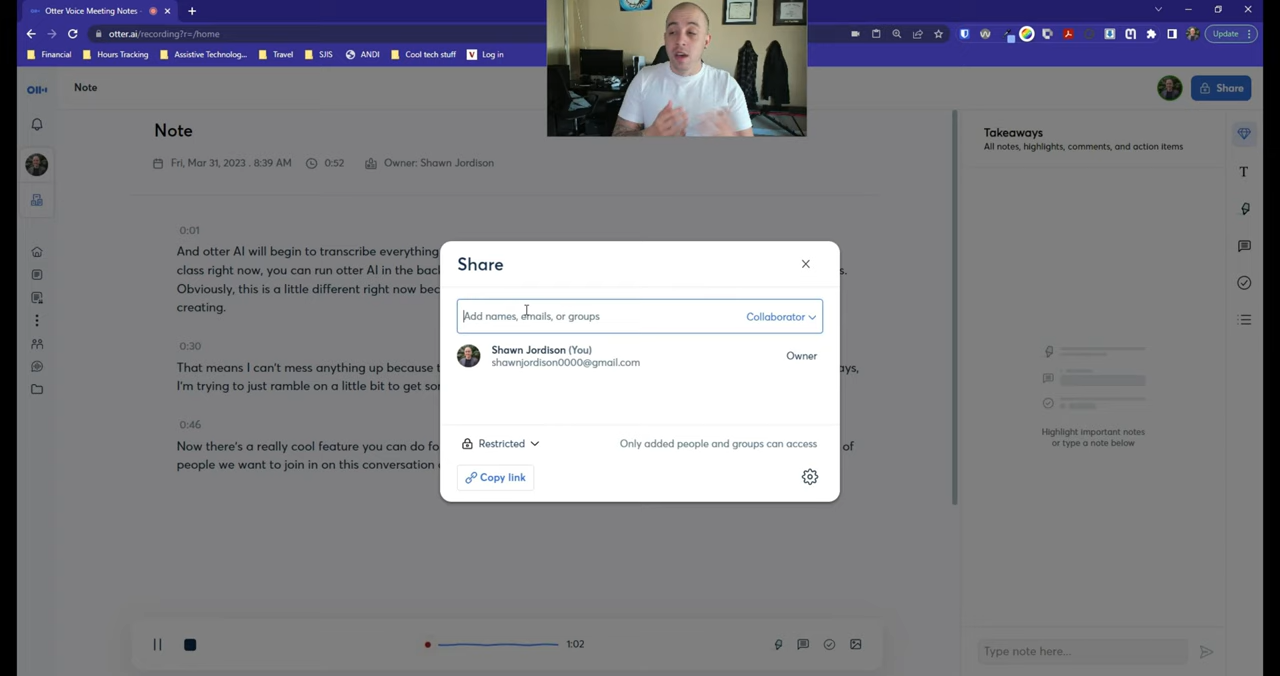 Otter Voice Meeting Notes -
otter.ai/recording?r=/home
Update
Financial
Hours Tracking
Assistive Technolog...
Travel
SJIS
ANDI
Cool tech stuff
Log in
Note
Share
Note
Fri, Mar 31, 2023 . 8:39 AM
0:52
Owner: Shawn Jordison
Takeaways
All notes, highlights, comments, and action items
0:01
And otter AI will begin to transcribe everything
class right now, you can run otter AI in the
Obviously, this is a little different right now
creating.
0:30
That means I can't mess anything up because
I'm trying to just ramble on a little bit to get
0:46
Now there's a really cool feature you can do
of
people we want to join in on this conversation
Share
Add names, emails, or groups
Collaborator
Shawn Jordison (You)
shawnjordison0000@gmail.com
Owner
Restricted
Only added people and groups can access
Copy link
Highlight important notes
or type a note below
1:02
Type note here...